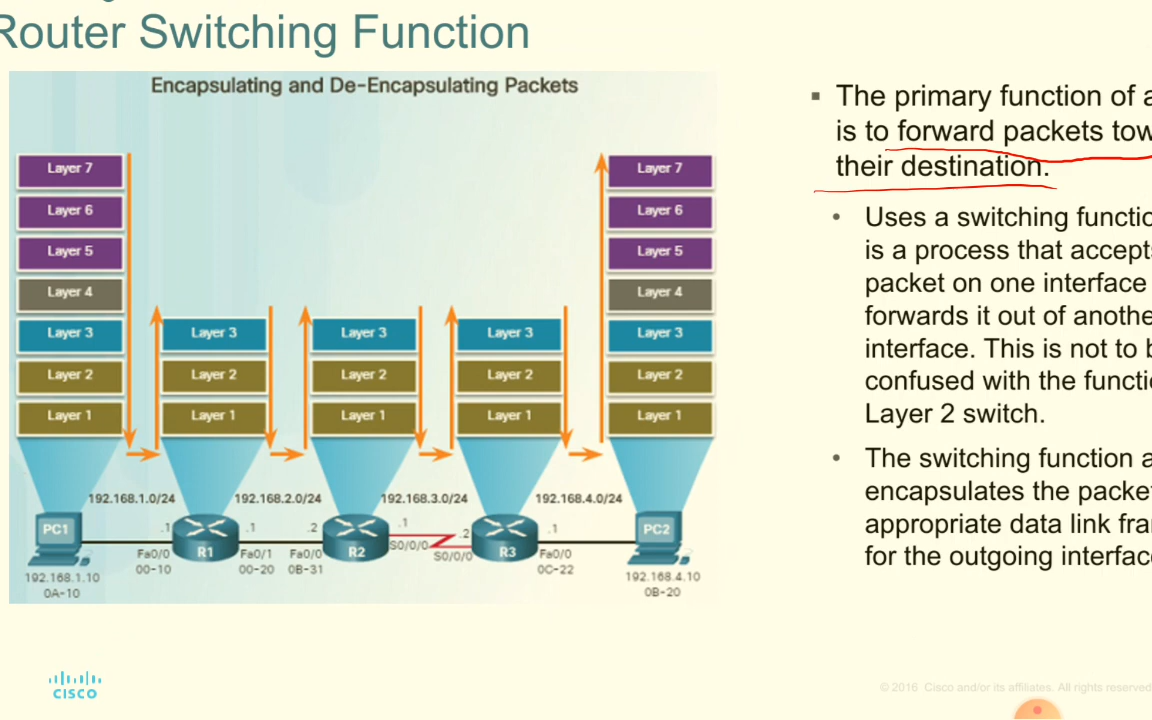 Router Switching Function
Encapsulating and De-Encapsulating Packets
Layer 7
Layer 6
Layer 5
Layer 4
Layer 3
Layer 2
Layer 1
Layer 3
Layer 2
Layer 1
Layer 3
Layer 2
Layer 1
Layer 3
Layer 2
Layer 1
Layer 7
Layer 6
Layer 5
Layer 4
Layer 3
Layer 2
Layer 1
192.168.1.0/24 192.168.2.0/24 192.168.3.0/24 192.168.4.0/24
PC1 .1 R1 .1 .2 R2 .1 .2 R3 .1 PC2
Fa0/0 Fa0/1 Fa0/0 S0/0/0 S0/0/0 Fa0/0
00-10 00-20 0B-31 0C-22
192.168.1.10 192.168.4.10
0A-10 0B-20
▪ The primary function of a
is to forward packets tow
their destination.
• Uses a switching functio
is a process that accepts
packet on one interface
forwards it out of anothe
interface. This is not to b
confused with the functi
Layer 2 switch.
• The switching function a
encapsulates the packet
appropriate data link fra
for the outgoing interfac
CISCO
© 2016 Cisco and/or its affiliates. All rights reserved